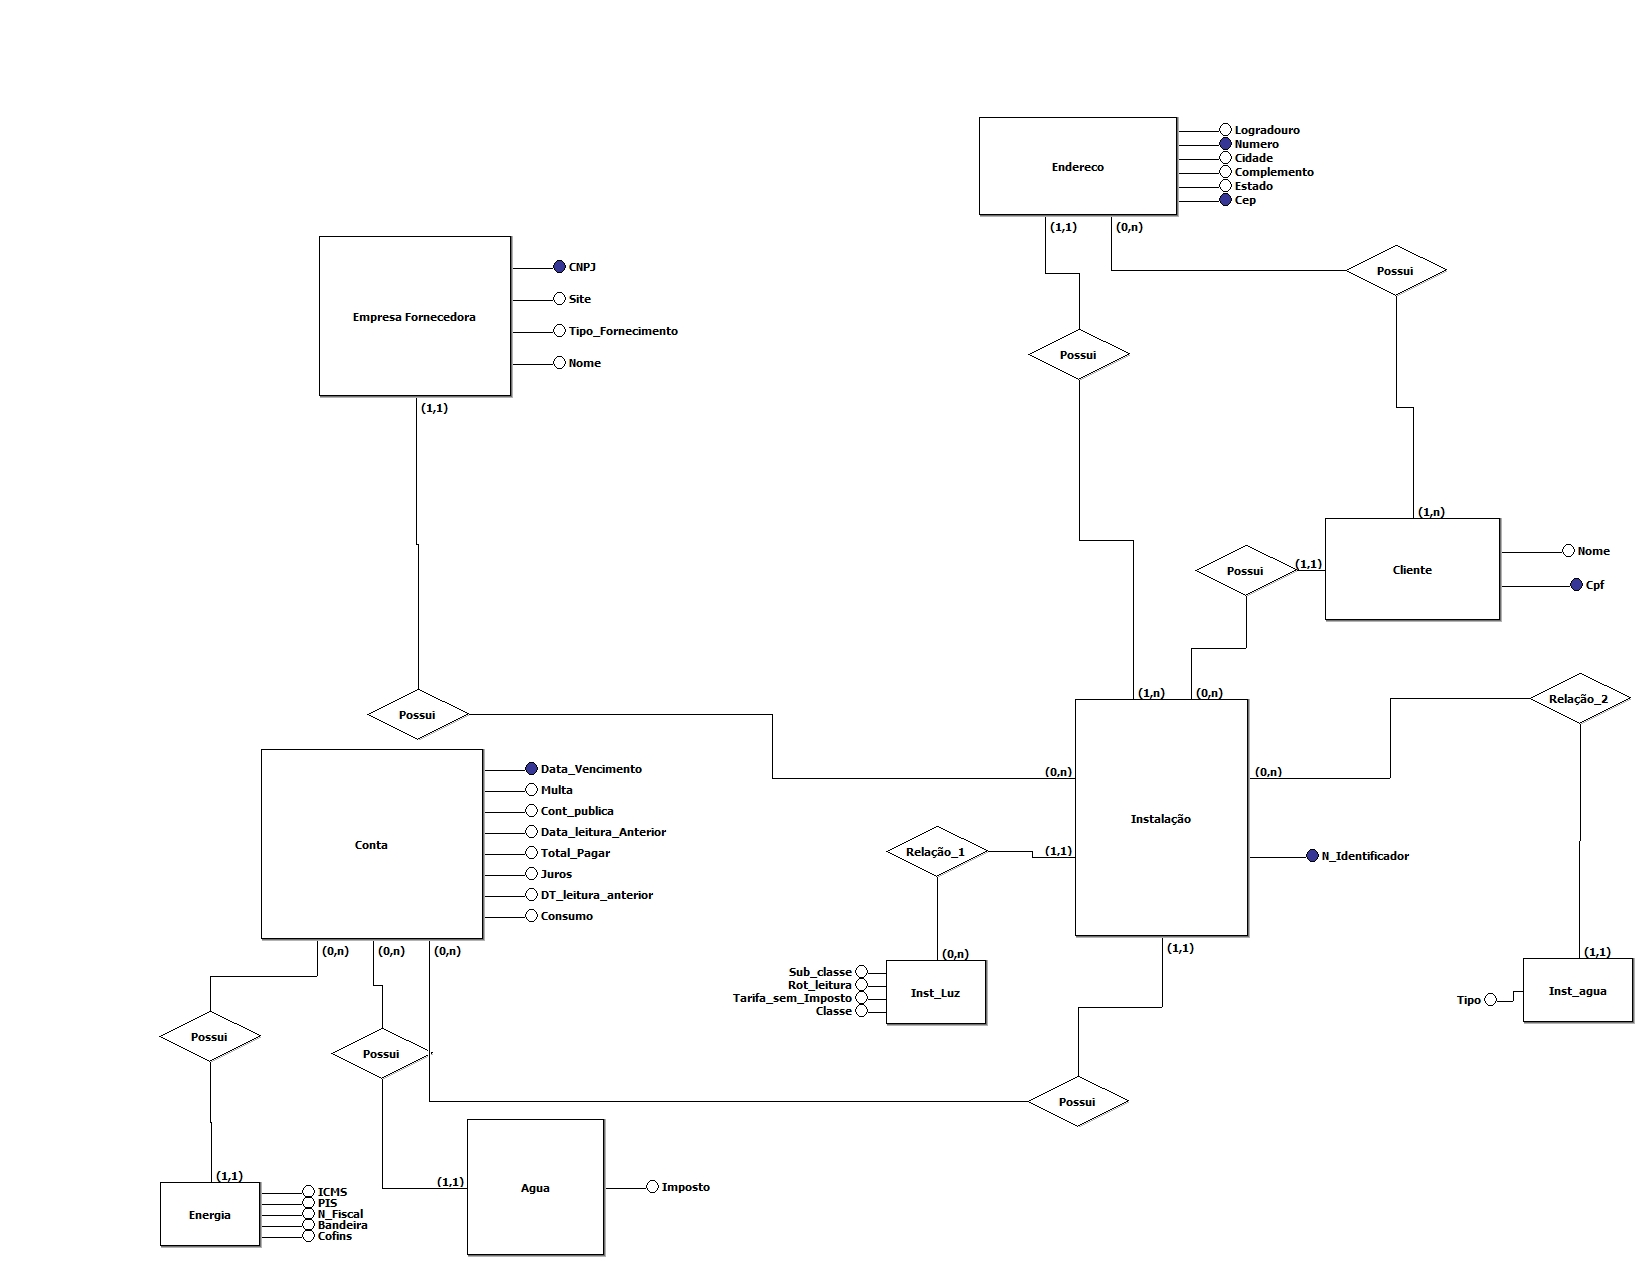 Endereco
Logradouro
Numero
Cidade
Complemento
Estado
Cep
(1,1)
(0,n)
Possui
Possui
Empresa Fornecedora
CNPJ
Site
Tipo_Fornecimento
Nome
(1,1)
(1,n)
Cliente
Nome
Cpf
Possui
(1,1)
Possui
(1,n)
(0,n)
Relação_2
Instalação
(0,n)
(0,n)
(1,1)
N_Identificador
(1,1)
Conta
Data_Vencimento
Multa
Cont_publica
Data_leitura_Anterior
Total_Pagar
Juros
DT_leitura_anterior
Consumo
(0,n)
(0,n)
(0,n)
Relação_1
(0,n)
Sub_classe
Rot_leitura
Tarifa_sem_Imposto
Classe
Inst_Luz
(1,1)
Tipo
Inst_agua
Possui
Possui
Possui
(1,1)
Energia
ICMS
PIS
N_Fiscal
Bandeira
Cofins
(1,1)
Agua
Imposto